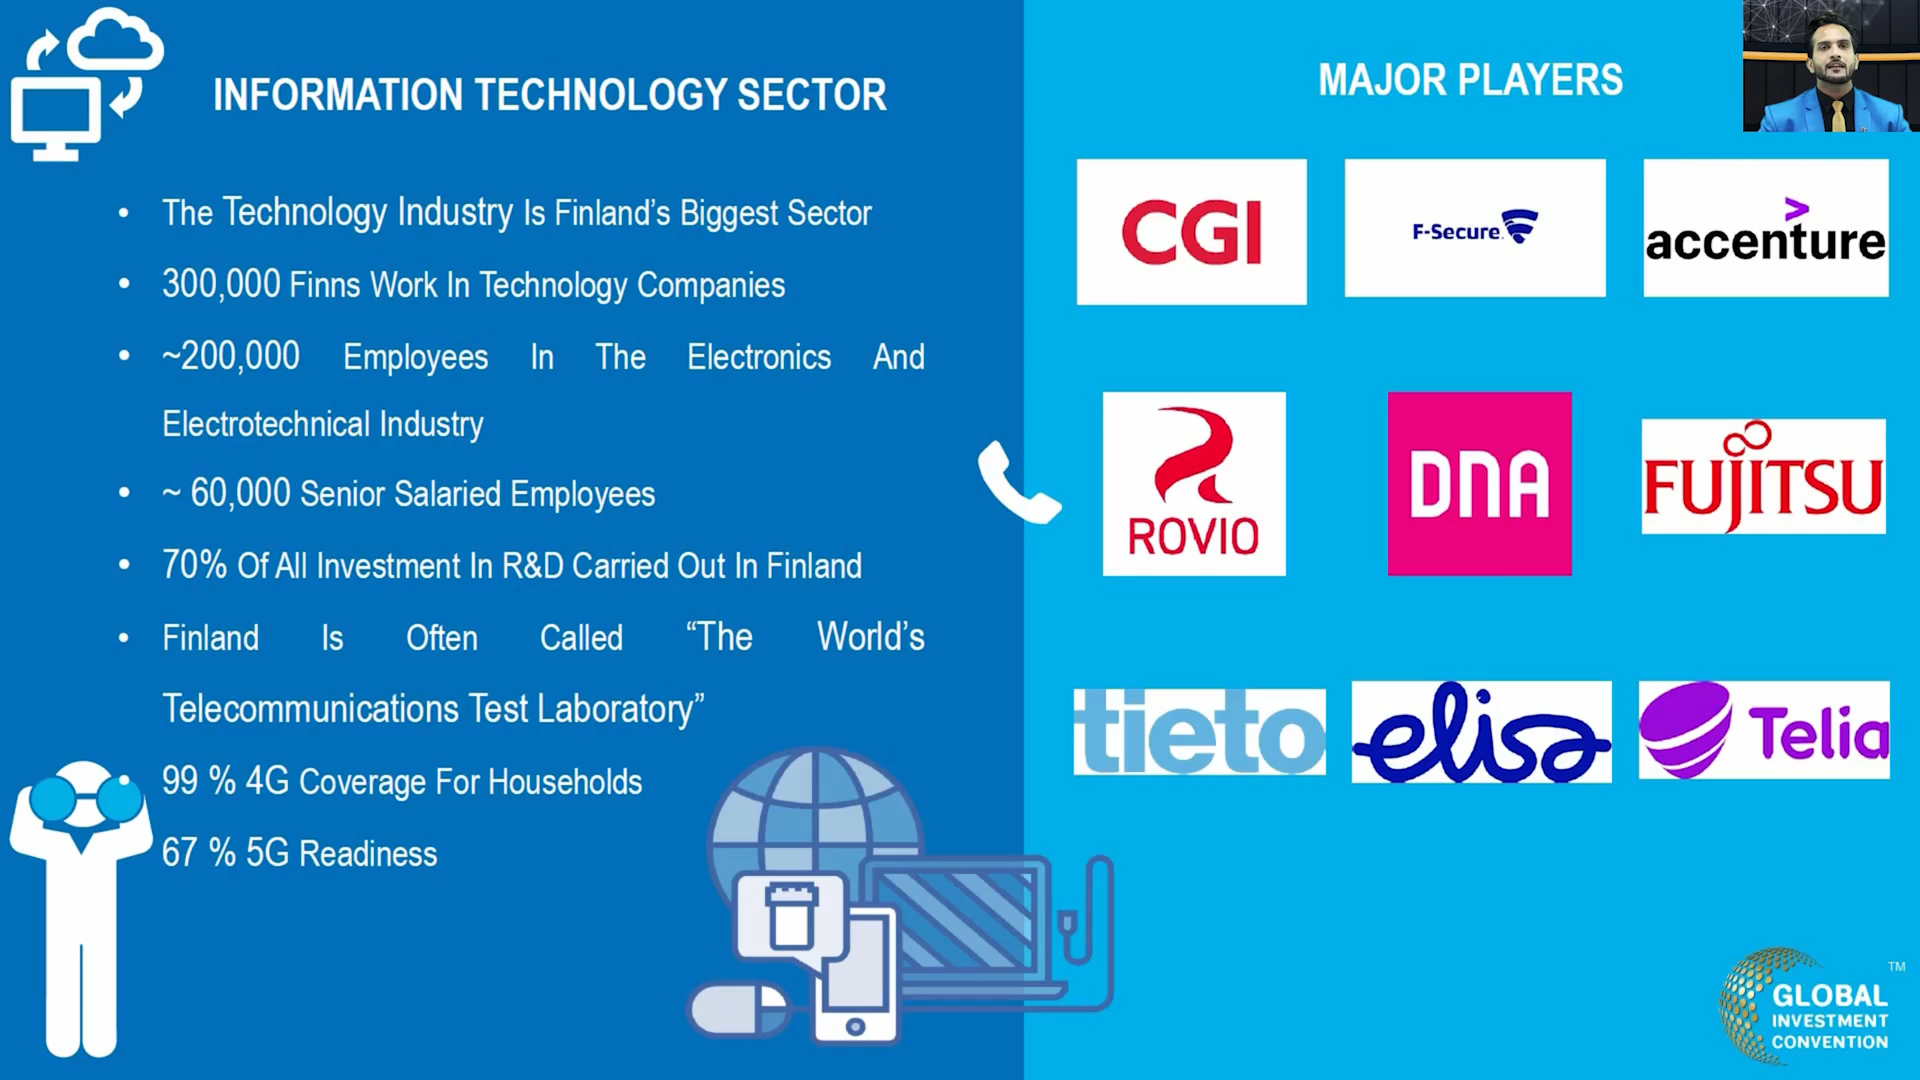 INFORMATION TECHNOLOGY SECTOR
• The Technology Industry Is Finland’s Biggest Sector
• 300,000 Finns Work In Technology Companies
• ~200,000 Employees In The Electronics And
Electrotechnical Industry
• ~ 60,000 Senior Salaried Employees
• 70% Of All Investment In R&D Carried Out In Finland
• Finland Is Often Called “The World’s
Telecommunications Test Laboratory”
• 99 % 4G Coverage For Households
67 % 5G Readiness
MAJOR PLAYERS
CGI
F-Secure.
accenture
ROVIO
DNA
FUJITSU
tieto
elisa
Telia
GLOBAL TM
INVESTMENT
CONVENTION